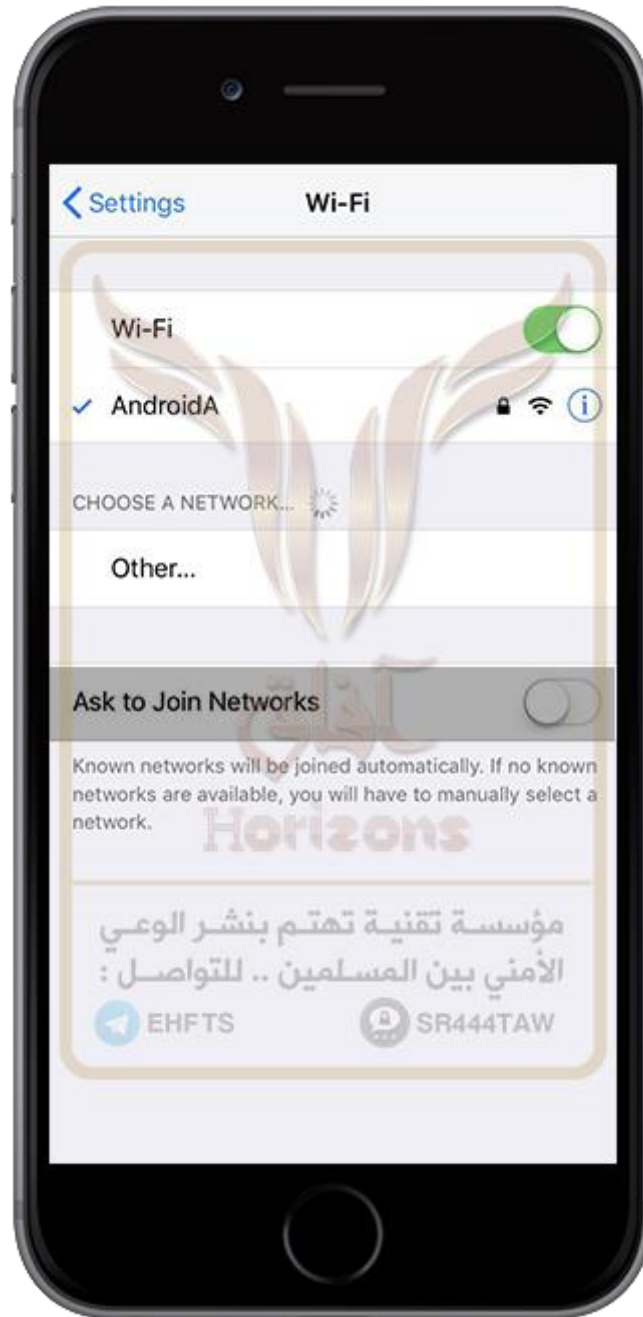 Settings
Wi-Fi
Wi-Fi
AndroidA
CHOOSE A NETWORK...
Other...
Ask to Join Networks
Known networks will be joined automatically. If no known
networks are available, you will have to manually select a
network.
آفاق
Horizons
مؤسسة تقنية تهتم بنشر الوعي
الأمني بين المسلمين .. للتواصل :
EHFTS SR444TAW